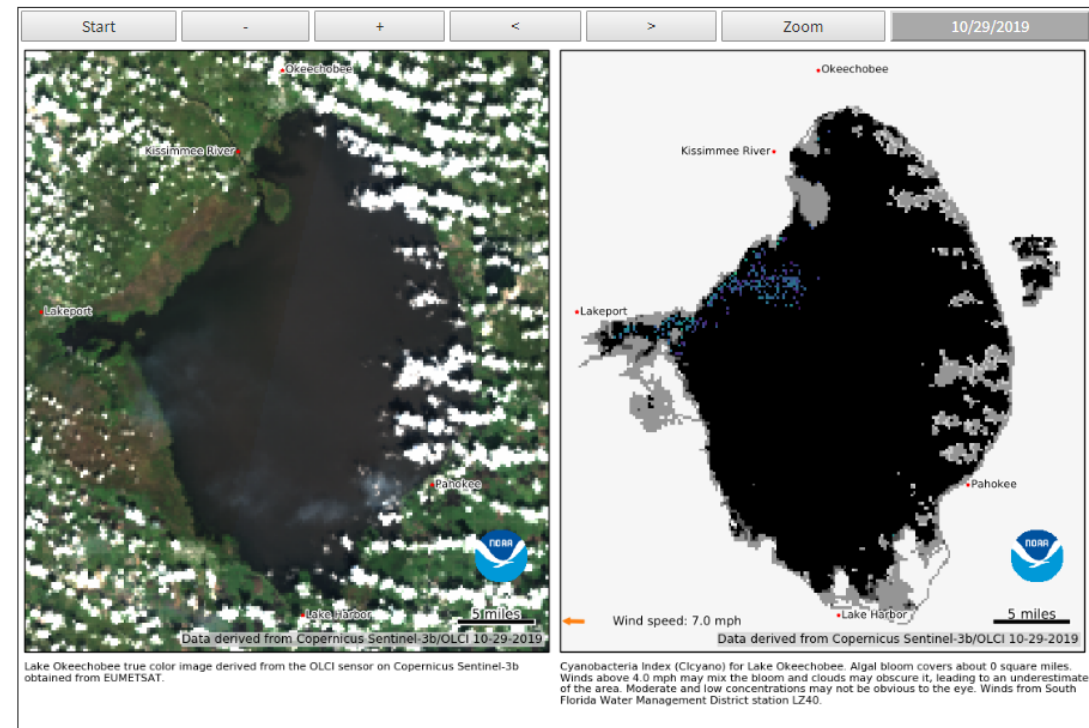 Start - + < > Zoom 10/29/2019
Okeechobee
Kissimmee River
Lakeport
Pahokee
NOAA
Lake Harbor
5 miles
Data derived from Copernicus Sentinel-3b/OLCI 10-29-2019
Lake Okeechobee true color image derived from the OLCI sensor on Copernicus Sentinel-3b
obtained from EUMETSAT.
Okeechobee
Kissimmee River
Lakeport
Pahokee
NOAA
Lake Harbor
5 miles
Wind speed: 7.0 mph
Data derived from Copernicus Sentinel-3b/OLCI 10-29-2019
Cyanobacteria Index (CIcyano) for Lake Okeechobee. Algal bloom covers about 0 square miles.
Winds above 4.0 mph may mix the bloom and clouds may obscure it, leading to an underestimate
of the area. Moderate and low concentrations may not be obvious to the eye. Winds from South
Florida Water Management District station LZ40.